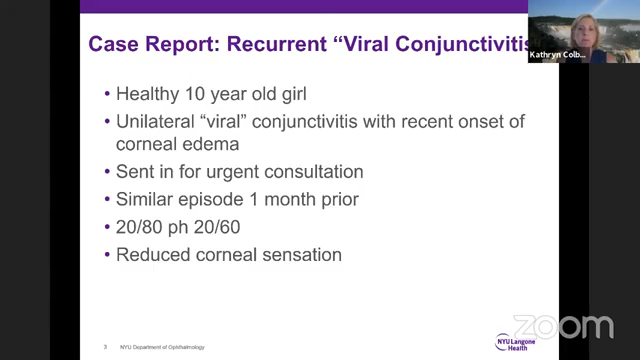 Case Report: Recurrent “Viral Conjunctivitis
Kathryn Colb...
• Healthy 10 year old girl
• Unilateral “viral” conjunctivitis with recent onset of
corneal edema
• Sent in for urgent consultation
• Similar episode 1 month prior
• 20/80 ph 20/60
• Reduced corneal sensation
3 NYU Department of Ophthalmology
NYU Langone
Health
zoom